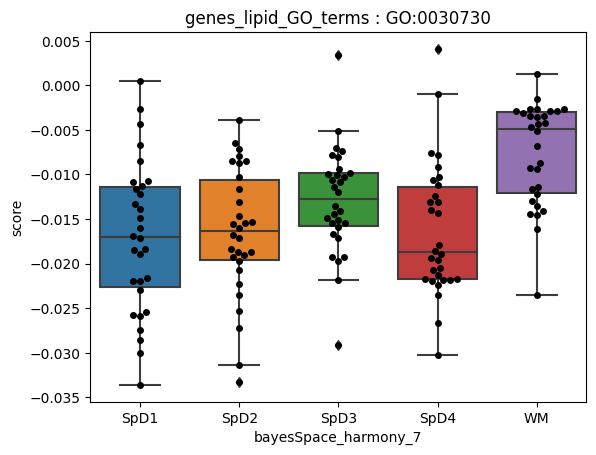 genes_lipid_GO_terms : GO:0030730
0.005
0.000
−0.005
−0.010
−0.015
−0.020
−0.025
−0.030
−0.035
score
SpD1 SpD2 SpD3 SpD4 WM
bayesSpace_harmony_7